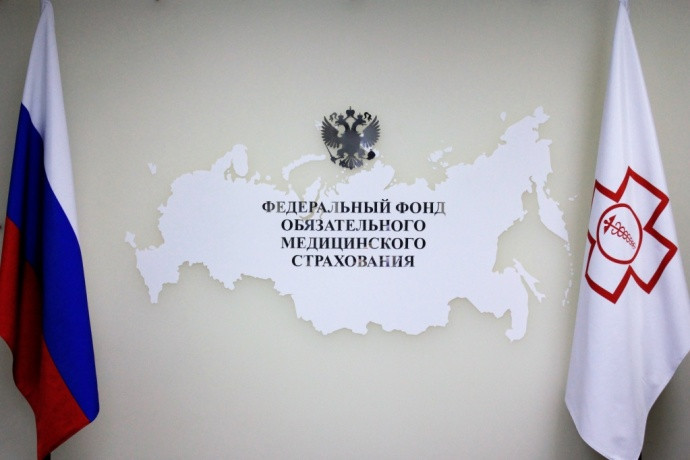 ФЕДЕРАЛЬНЫЙ ФОНД
ОБЯЗАТЕЛЬНОГО
МЕДИЦИНСКОГО
СТРАХОВАНИЯ